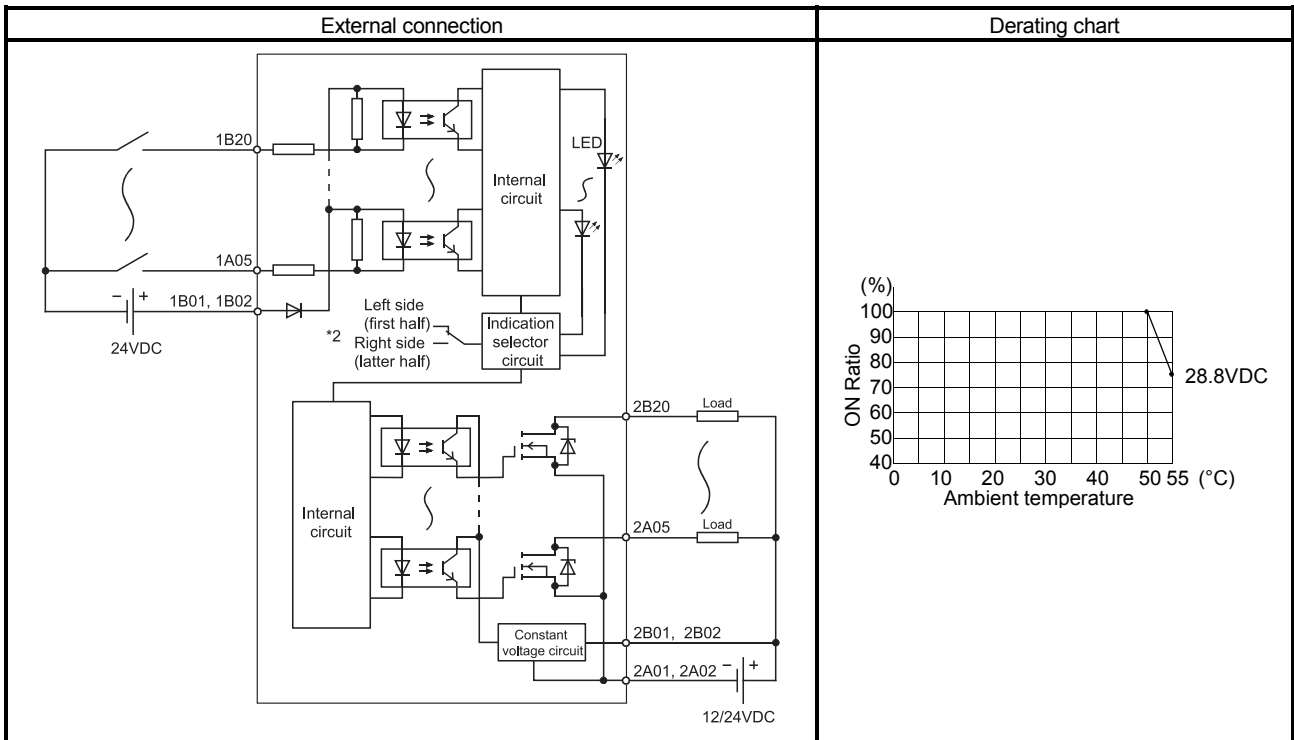 External connection
Derating chart
1B20
LED
Internal
circuit
1A05
1B01, 1B02
− +
24VDC
*2
Left side
(first half)
Right side
(latter half)
Indication
selector
circuit
Internal
circuit
2B20
Load
2A05
Load
Constant
voltage circuit
2B01, 2B02
2A01, 2A02
− +
12/24VDC
(%)
100
90
80
70
60
50
40
ON Ratio
28.8VDC
0 10 20 30 40 50 55 (°C)
Ambient temperature